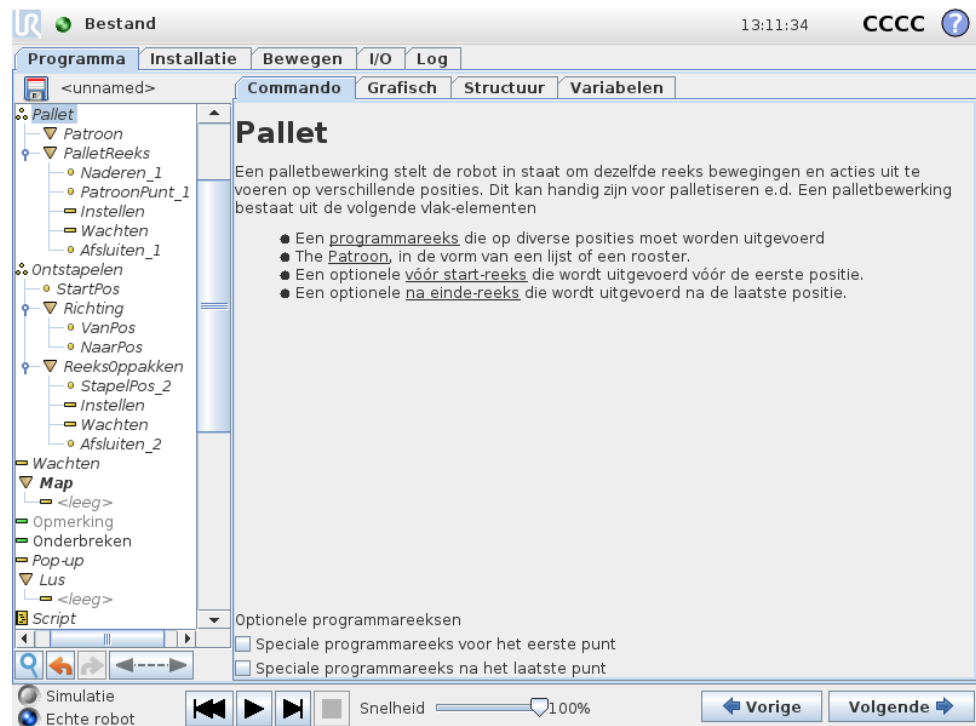 UR Bestand 13:11:34 CCCC ?
Programma Installatie Bewegen I/O Log
<unnamed>
Commando Grafisch Structuur Variabelen
Pallet
Patroon
PalletReeks
Naderen_1
PatroonPunt_1
Instellen
Wachten
Afsluiten_1
Ontstapelen
StartPos
Richting
VanPos
NaarPos
ReeksOppakken
StapelPos_2
Instellen
Wachten
Afsluiten_2
Wachten
Map
<leeg>
Opmerking
Onderbreken
Pop-up
Lus
<leeg>
Script
Pallet
Een palletbewerking stelt de robot in staat om dezelfde reeks bewegingen en acties uit te
voeren op verschillende posities. Dit kan handig zijn voor palletiseren e.d. Een palletbewerking
bestaat uit de volgende vlak-elementen
Een programmareeks die op diverse posities moet worden uitgevoerd
The Patroon, in de vorm van een lijst of een rooster.
Een optionele vóór start-reeks die wordt uitgevoerd vóór de eerste positie.
Een optionele na einde-reeks die wordt uitgevoerd na de laatste positie.
Optionele programmareeksen
Speciale programmareeks voor het eerste punt
Speciale programmareeks na het laatste punt
Simulatie
Echte robot
Snelheid 100%
Vorige Volgende